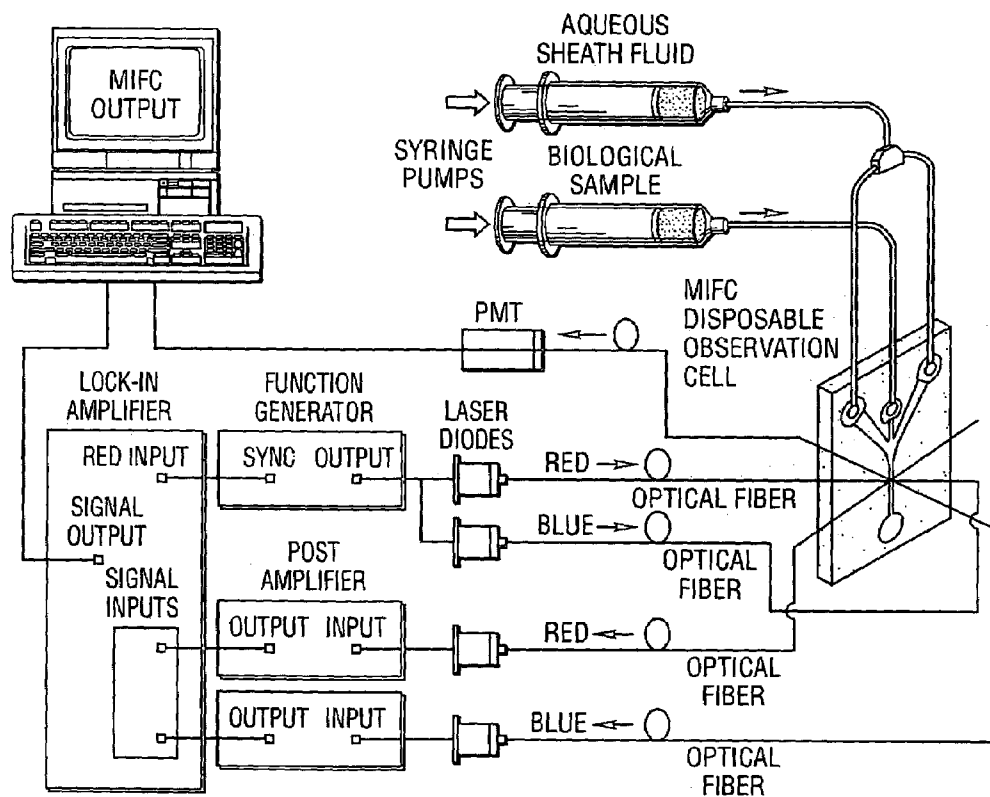 AQUEOUS
SHEATH FLUID
MIFC
OUTPUT
SYRINGE
PUMPS
BIOLOGICAL
SAMPLE
MIFC
DISPOSABLE
OBSERVATION
CELL
PMT
LOCK-IN
AMPLIFIER
FUNCTION
GENERATOR
LASER
DIODES
RED INPUT
SYNC OUTPUT
RED
OPTICAL FIBER
SIGNAL
OUTPUT
BLUE
OPTICAL
FIBER
POST
AMPLIFIER
SIGNAL
INPUTS
OUTPUT INPUT
RED
OPTICAL
FIBER
OUTPUT INPUT
BLUE
OPTICAL
FIBER